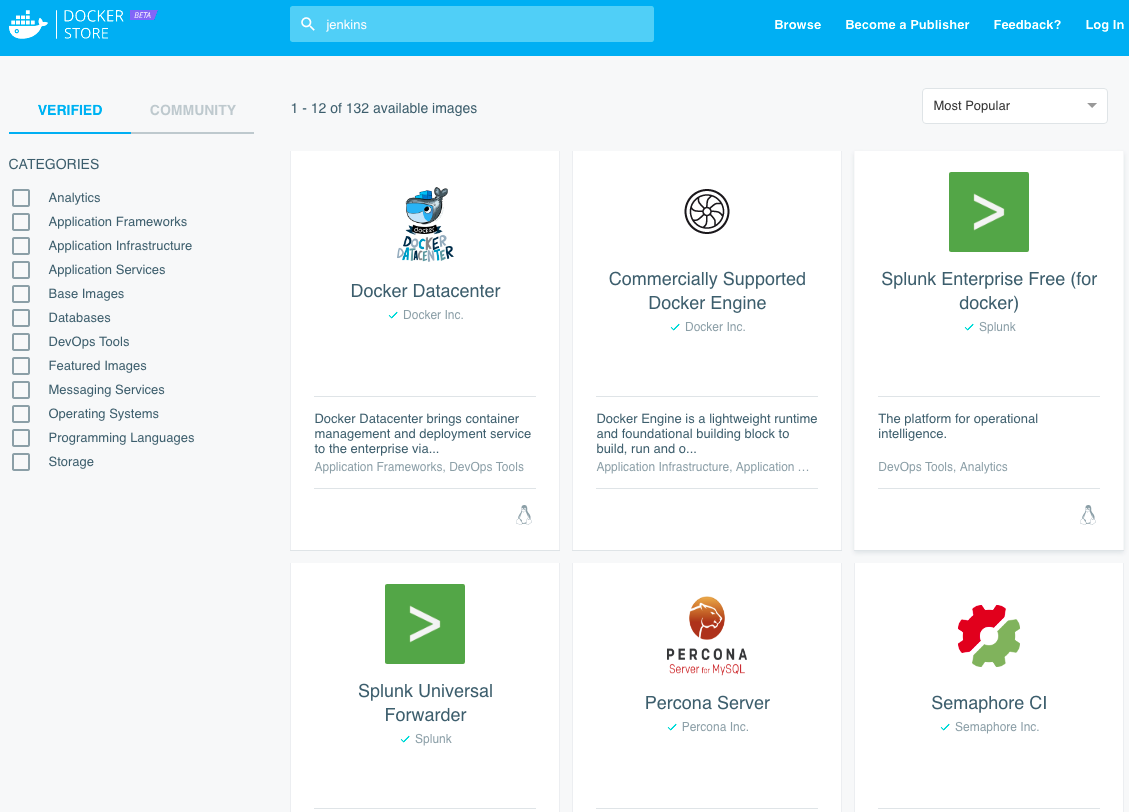 DOCKER STORE BETA
jenkins
Browse
Become a Publisher
Feedback?
Log In
VERIFIED
COMMUNITY
1 - 12 of 132 available images
Most Popular
CATEGORIES
Analytics
Application Frameworks
Application Infrastructure
Application Services
Base Images
Databases
DevOps Tools
Featured Images
Messaging Services
Operating Systems
Programming Languages
Storage
docker
DOCKER
DATACENTER
Docker Datacenter
Docker Inc.
Docker Datacenter brings container
management and deployment service
to the enterprise via...
Application Frameworks, DevOps Tools
Commercially Supported
Docker Engine
Docker Inc.
Docker Engine is a lightweight runtime
and foundational building block to
build, run and o...
Application Infrastructure, Application …
>
Splunk Enterprise Free (for
docker)
Splunk
The platform for operational
intelligence.
DevOps Tools, Analytics
>
Splunk Universal
Forwarder
Splunk
PERCONA
Server for MySQL
Percona Server
Percona Inc.
Semaphore CI
Semaphore Inc.